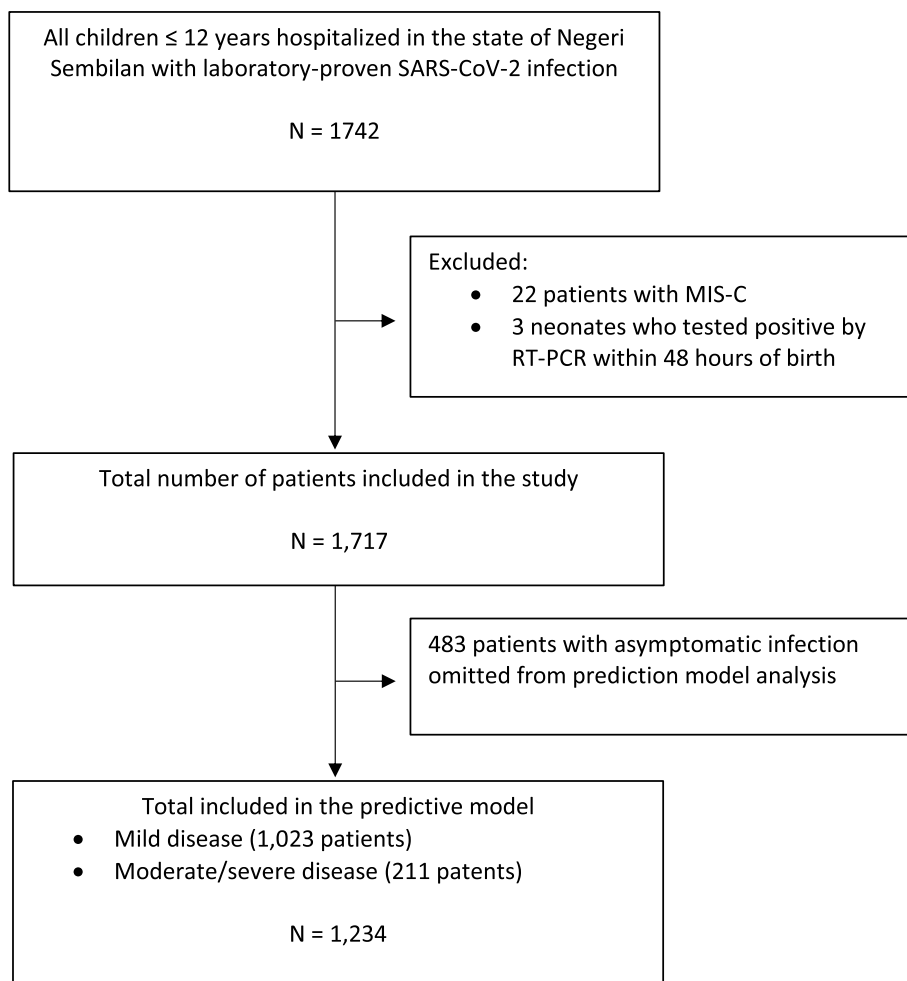 All children ≤ 12 years hospitalized in the state of Negeri
Sembilan with laboratory-proven SARS-CoV-2 infection
N = 1742
Excluded:
• 22 patients with MIS-C
• 3 neonates who tested positive by
RT-PCR within 48 hours of birth
Total number of patients included in the study
N = 1,717
483 patients with asymptomatic infection
omitted from prediction model analysis
Total included in the predictive model
• Mild disease (1,023 patients)
• Moderate/severe disease (211 patents)
N = 1,234